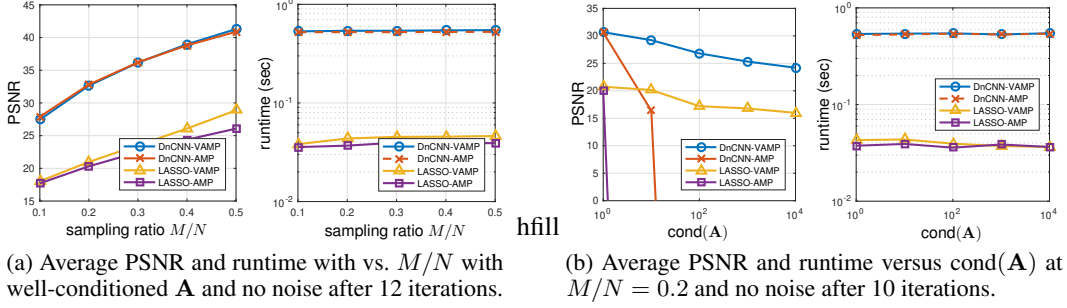 45
40
35
30
25
20
15
PSNR
0.1 0.2 0.3 0.4 0.5
sampling ratio M/N
DnCNN-VAMP
DnCNN-AMP
LASSO-VAMP
LASSO-AMP
10^-1
10^-2
runtime (sec)
0.1 0.2 0.3 0.4 0.5
sampling ratio M/N
DnCNN-VAMP
DnCNN-AMP
LASSO-VAMP
LASSO-AMP
(a) Average PSNR and runtime with vs. M/N with
well-conditioned A and no noise after 12 iterations.
hfill
35
30
25
20
15
10
5
0
PSNR
10^0 10^2 10^4
cond(A)
DnCNN-VAMP
DnCNN-AMP
LASSO-VAMP
LASSO-AMP
10^-1
10^-2
runtime (sec)
10^0 10^2 10^4
cond(A)
DnCNN-VAMP
DnCNN-AMP
LASSO-VAMP
LASSO-AMP
(b) Average PSNR and runtime versus cond(A) at
M/N = 0.2 and no noise after 10 iterations.